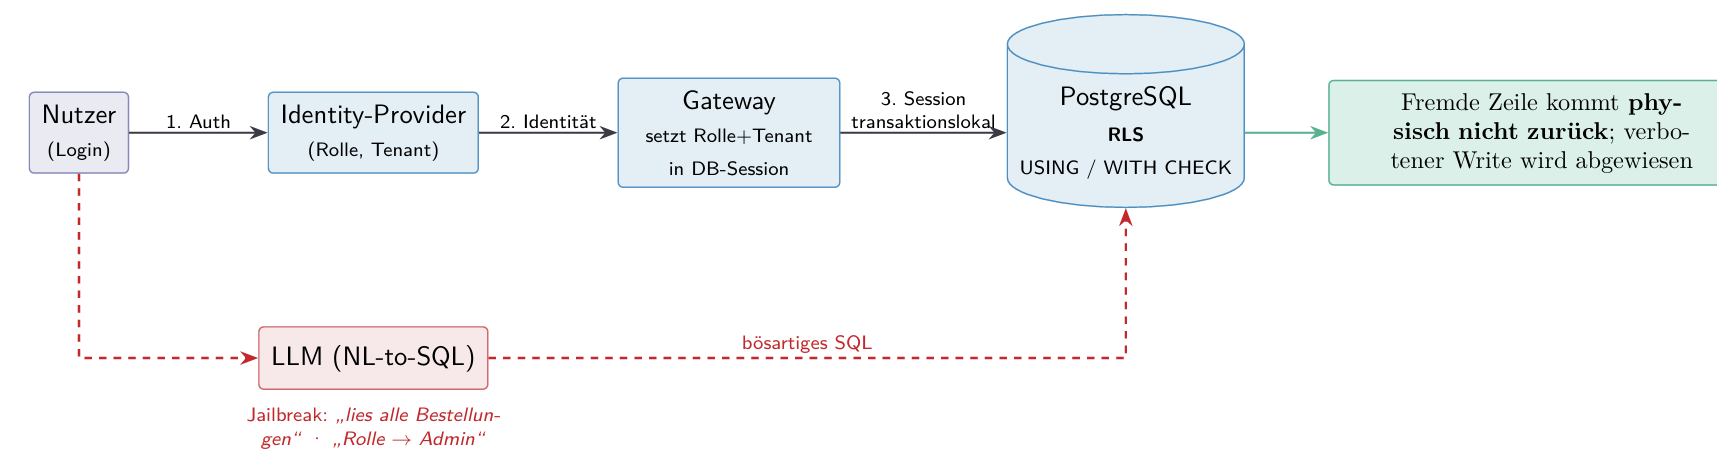 Nutzer
(Login)
1. Auth
Identity-Provider
(Rolle, Tenant)
2. Identität
Gateway
setzt Rolle+Tenant
in DB-Session
3. Session
transaktionslokal
PostgreSQL
RLS
USING / WITH CHECK
Fremde Zeile kommt phy-
sisch nicht zurück; verbo-
tener Write wird abgewiesen
LLM (NL-to-SQL)
bösartiges SQL
Jailbreak: „lies alle Bestellun-
gen“ · „Rolle → Admin“